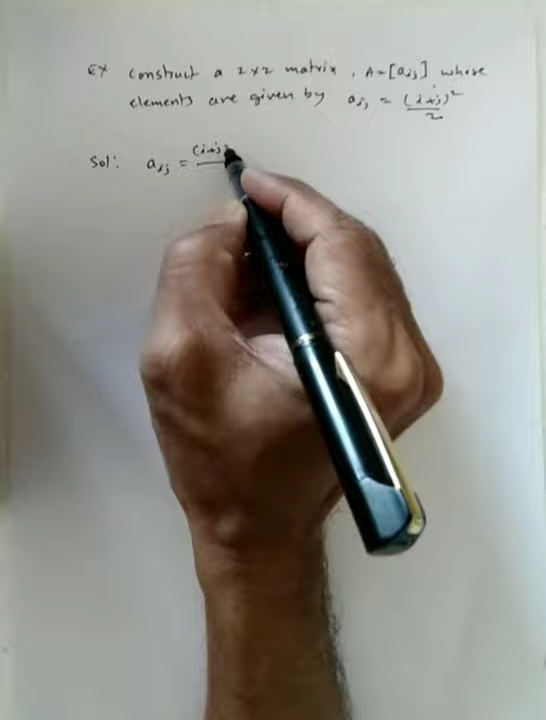 Ex Construct a 2x2 matrix, A=[aij] whose
elements are given by aij = (i+j)²/2
Sol: aij = (i+j)